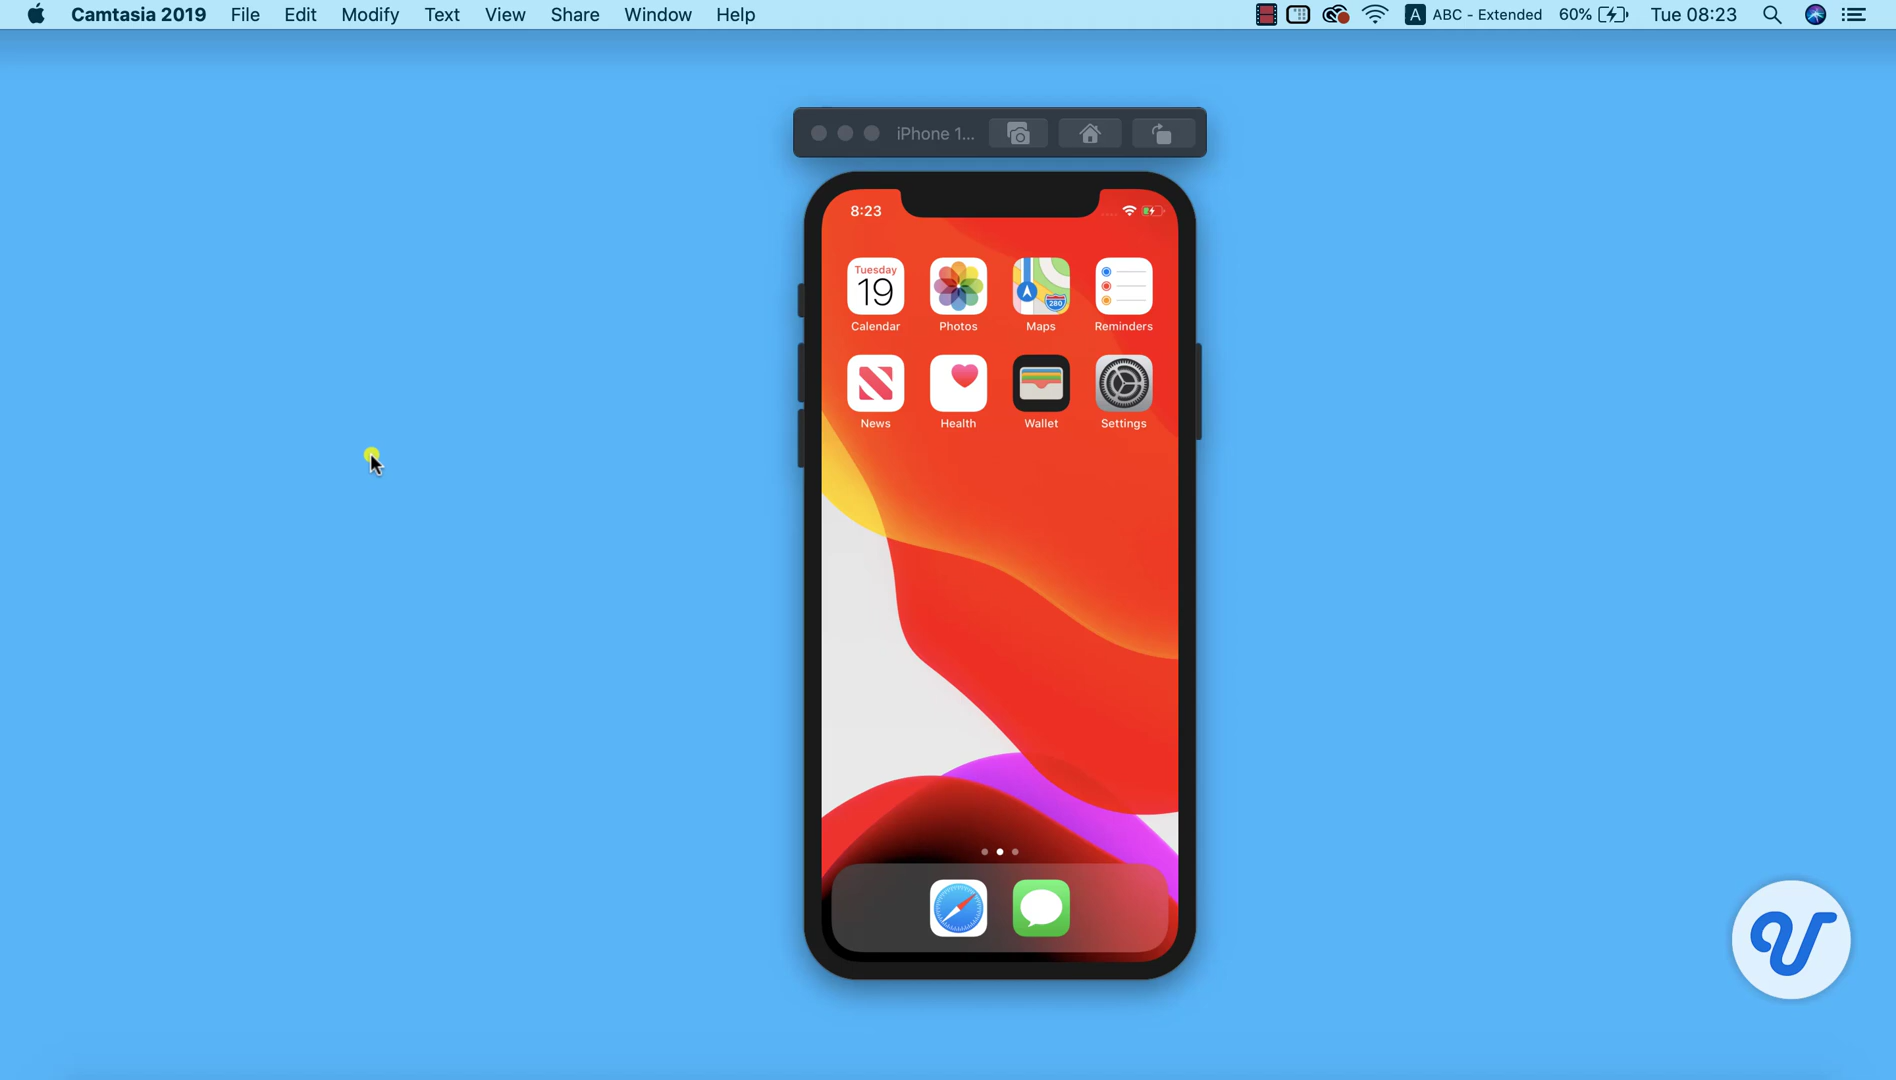 Camtasia 2019 File Edit Modify Text View Share Window Help A ABC - Extended 60% Tue 08:23
iPhone 1...
8:23
Tuesday
19
280
Calendar Photos Maps Reminders
News Health Wallet Settings